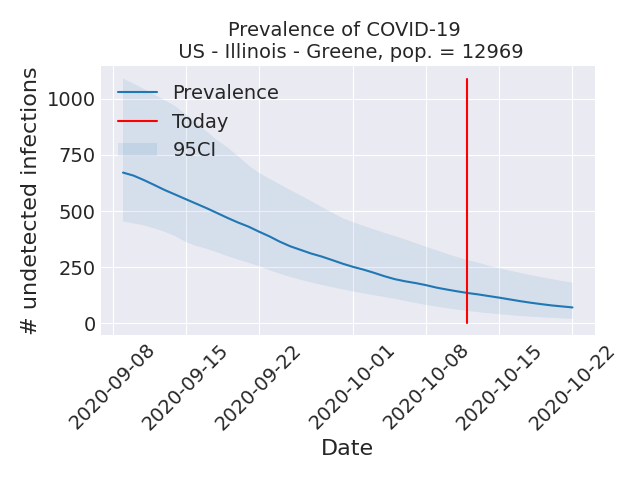 Prevalence of COVID-19
US - Illinois - Greene, pop. = 12969
# undetected infections
1000
750
500
250
0
Prevalence
Today
95CI
2020-09-08
2020-09-15
2020-09-22
2020-10-01
2020-10-08
2020-10-15
2020-10-22
Date